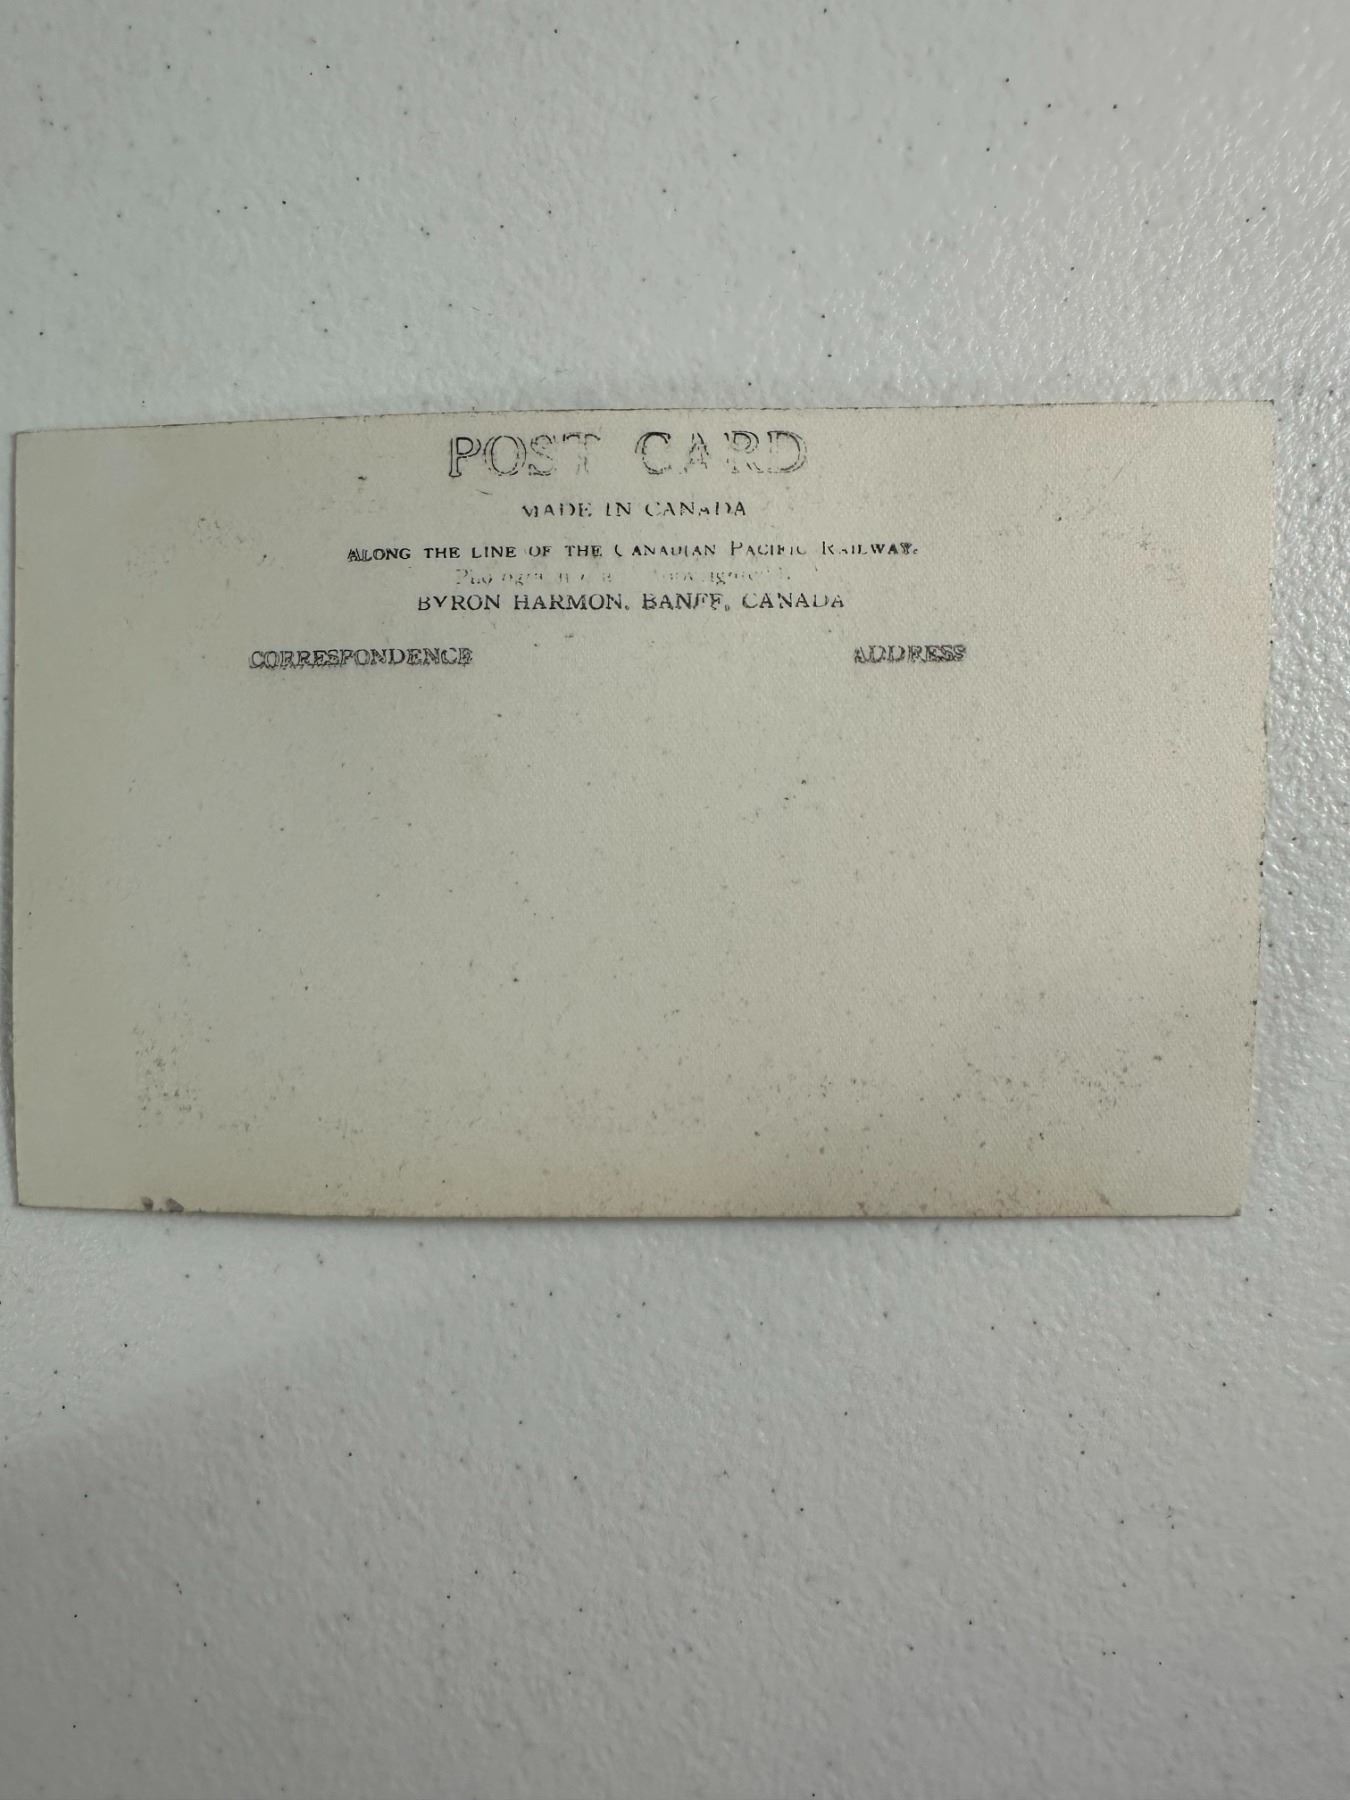 POST CARD
MADE IN CANADA
ALONG THE LINE OF THE CANADIAN PACIFIC RAILWAY.
BYRON HARMON, BANFF, CANADA
CORRESPONDENCE
ADDRESS